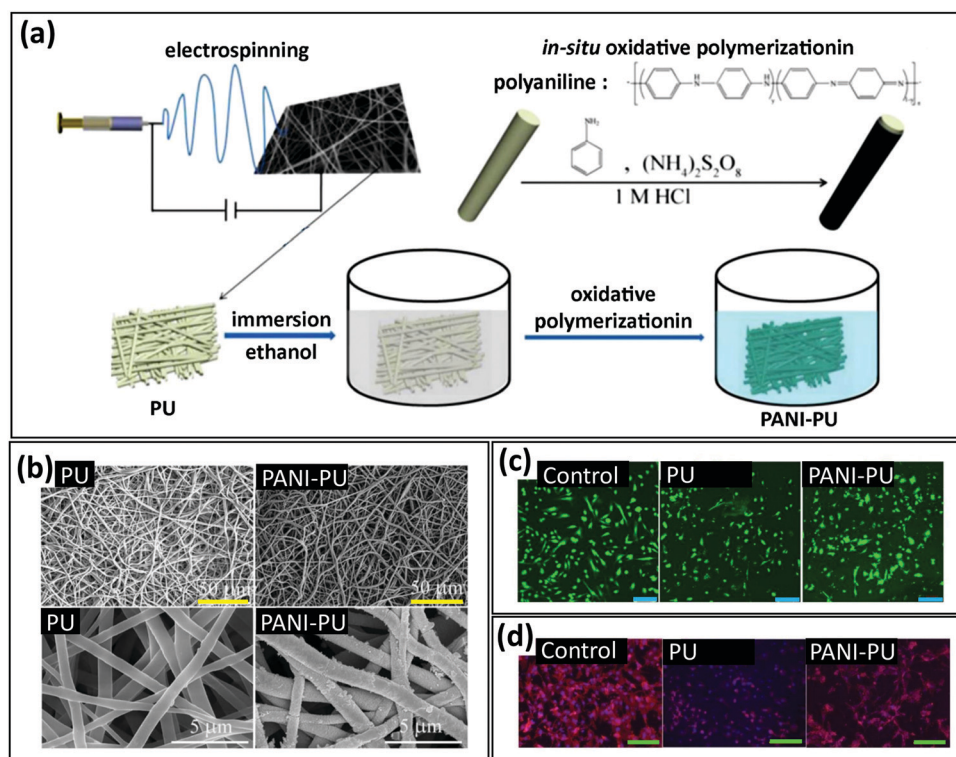 (a)
electrospinning
in-situ oxidative polymerizationin
polyaniline :
NH₂
, (NH₄)₂S₂O₈
1 M HCl
immersion
ethanol
oxidative
polymerizationin
PU
PANI-PU
(b)
PU
PANI-PU
50 μm
50 μm
PU
PANI-PU
5 μm
5 μm
(c)
Control
PU
PANI-PU
(d)
Control
PU
PANI-PU